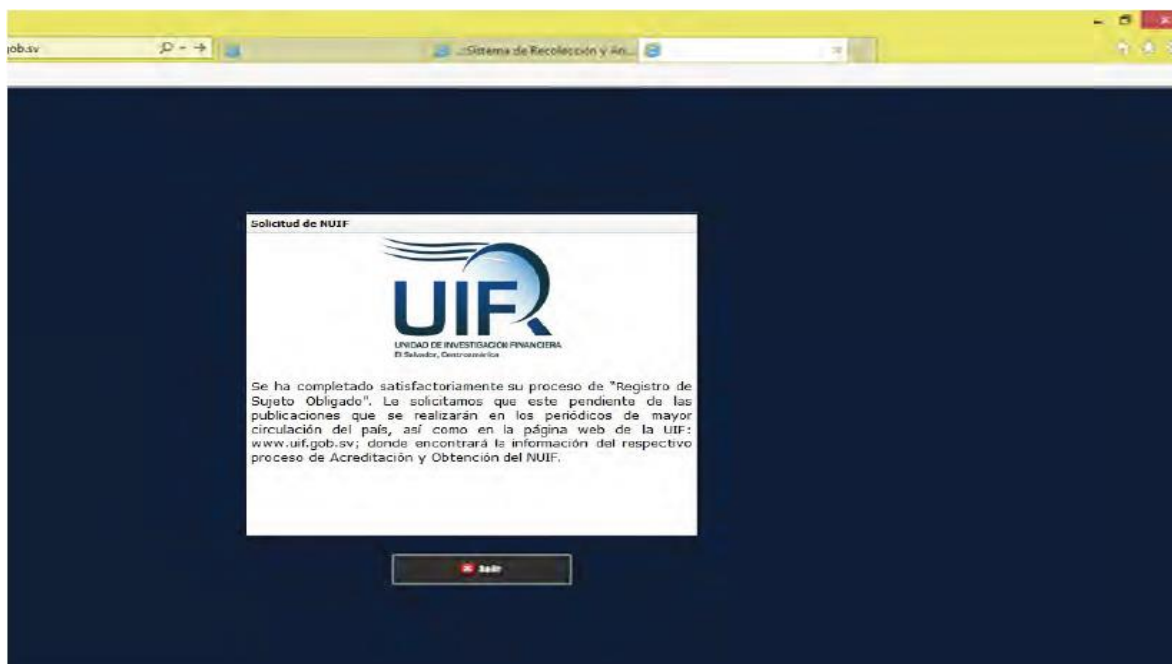 gob.sv
.::Sistema de Recolección y An...
Solicitud de NUIF
UIF
UNIDAD DE INVESTIGACIÓN FINANCIERA
El Salvador, Centroamérica
Se ha completado satisfactoriamente su proceso de "Registro de
Sujeto Obligado". Le solicitamos que este pendiente de las
publicaciones que se realizarán en los periódicos de mayor
circulación del país, así como en la página web de la UIF:
www.uif.gob.sv; donde encontrará la información del respectivo
proceso de Acreditación y Obtención del NUIF.
Salir